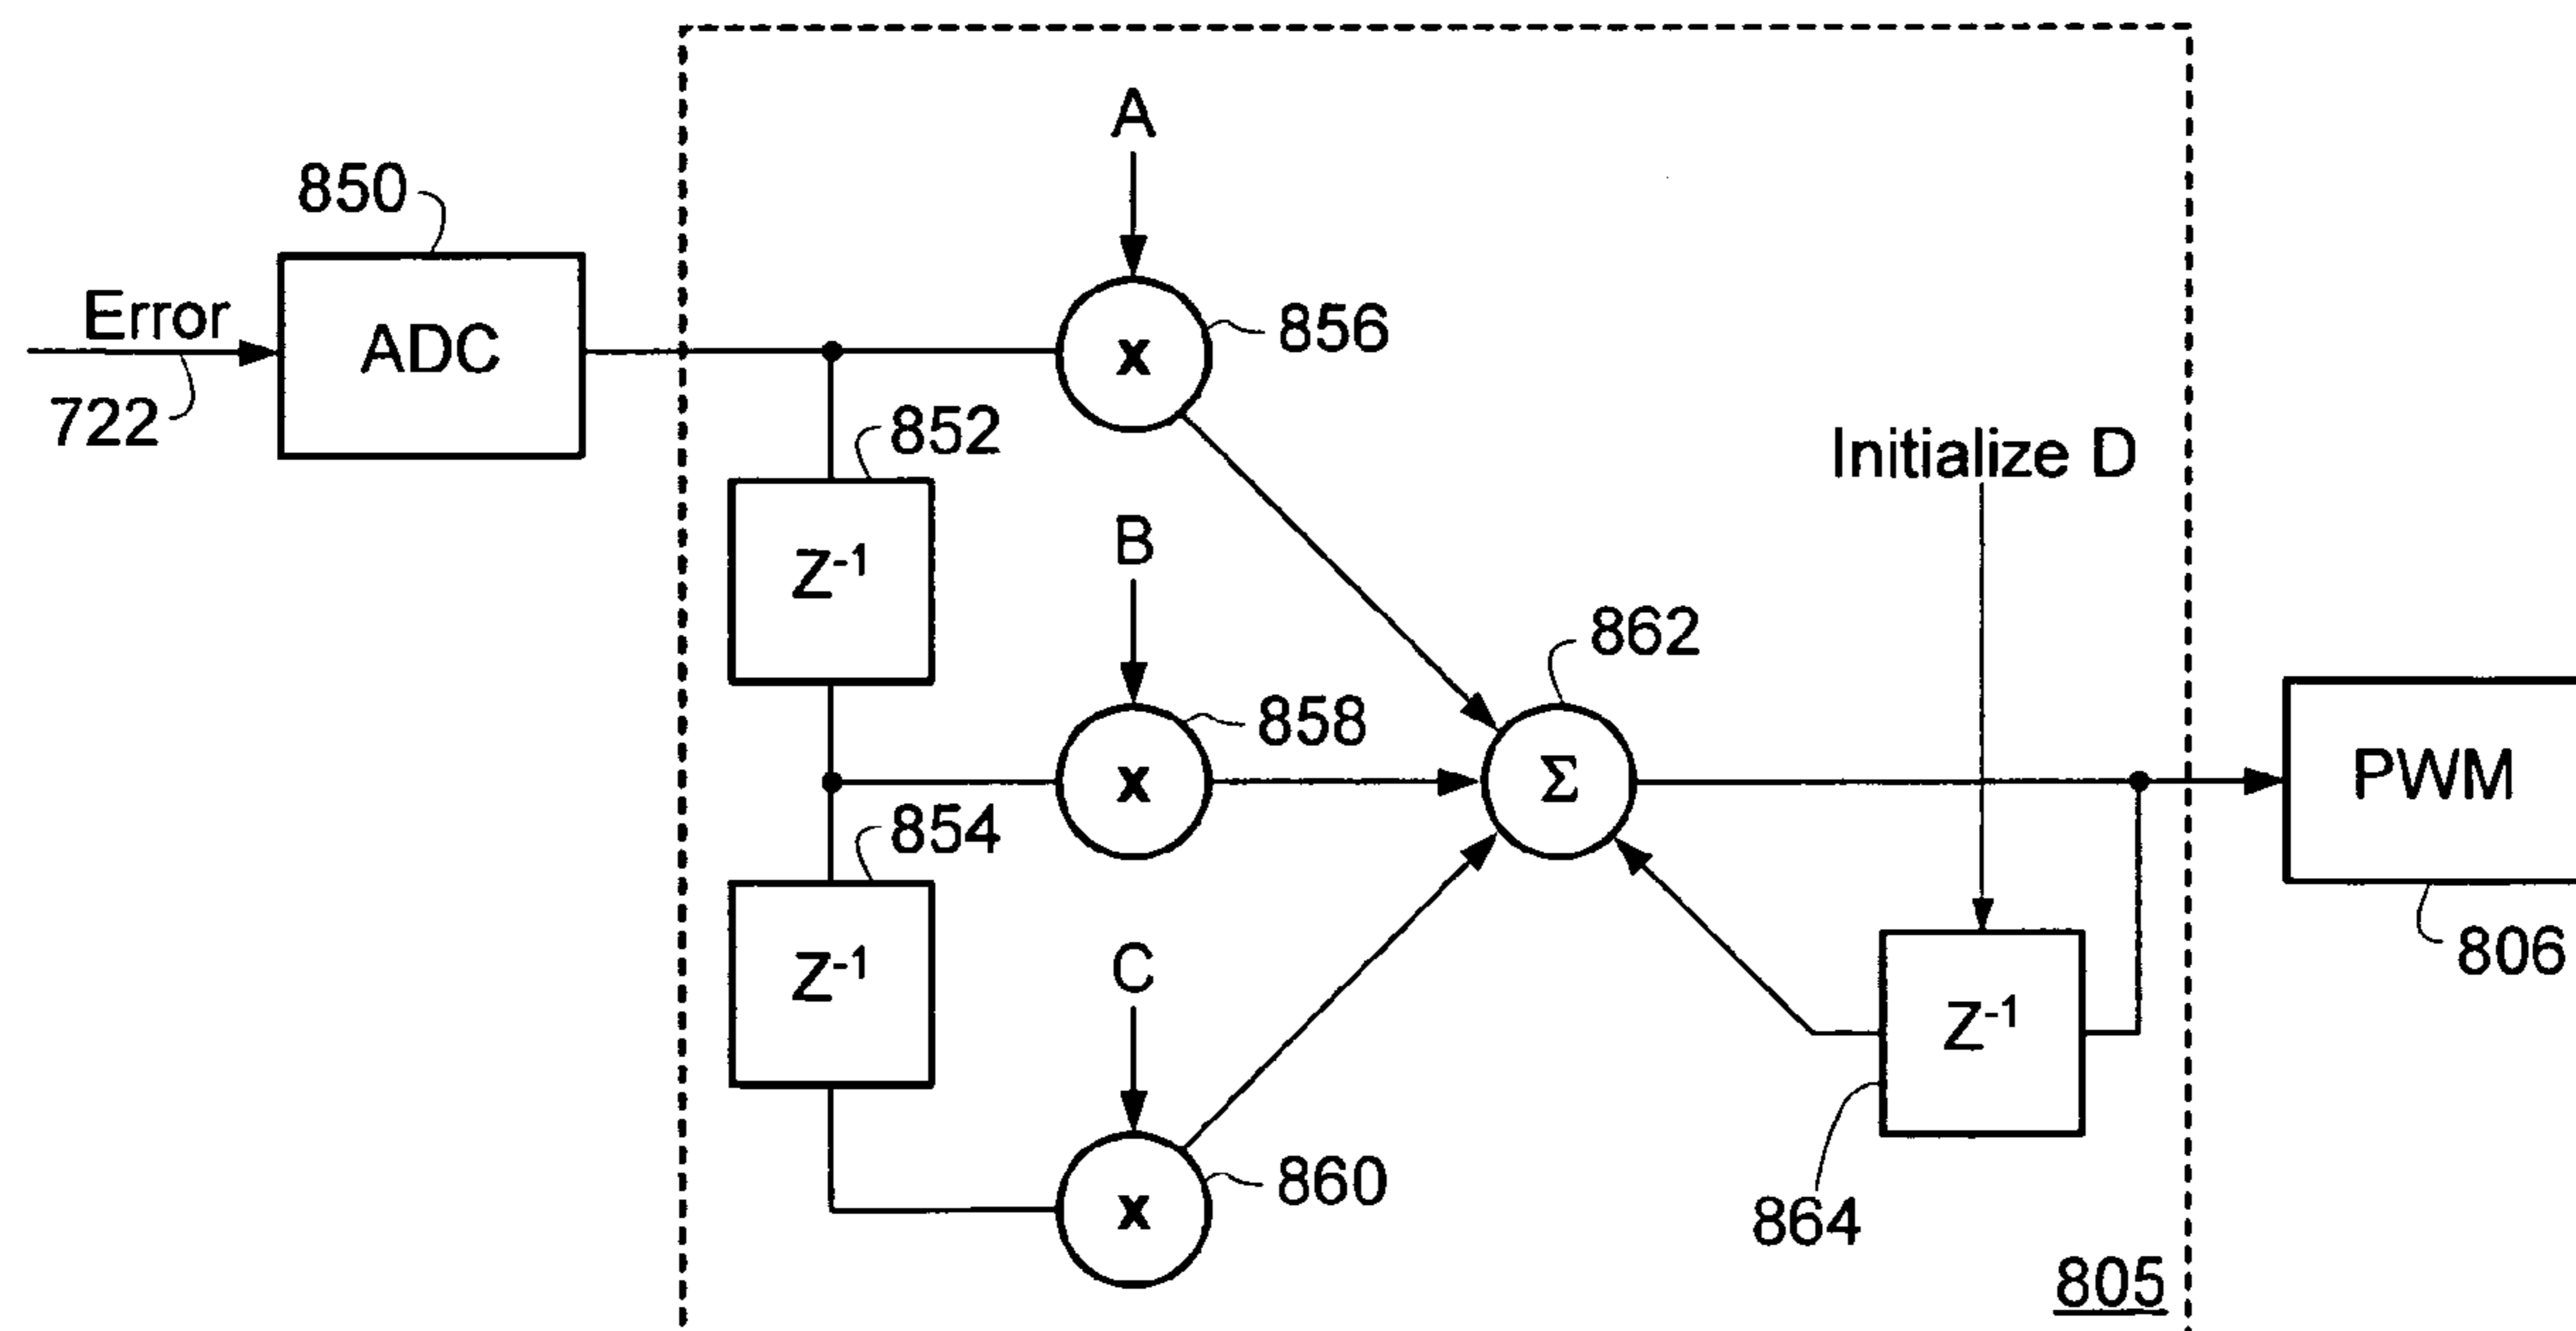 A
850
Error
ADC
722
x
856
852
Z⁻¹
B
Initialize D
858
x
862
Σ
PWM
806
854
Z⁻¹
C
Z⁻¹
860
x
864
805